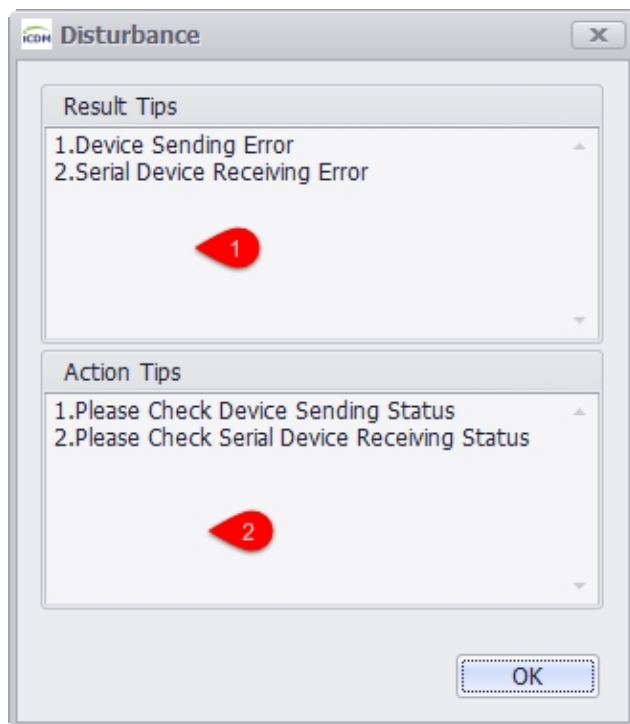 iCDM Disturbance
Result Tips
1.Device Sending Error
2.Serial Device Receiving Error
1
Action Tips
1.Please Check Device Sending Status
2.Please Check Serial Device Receiving Status
2
OK